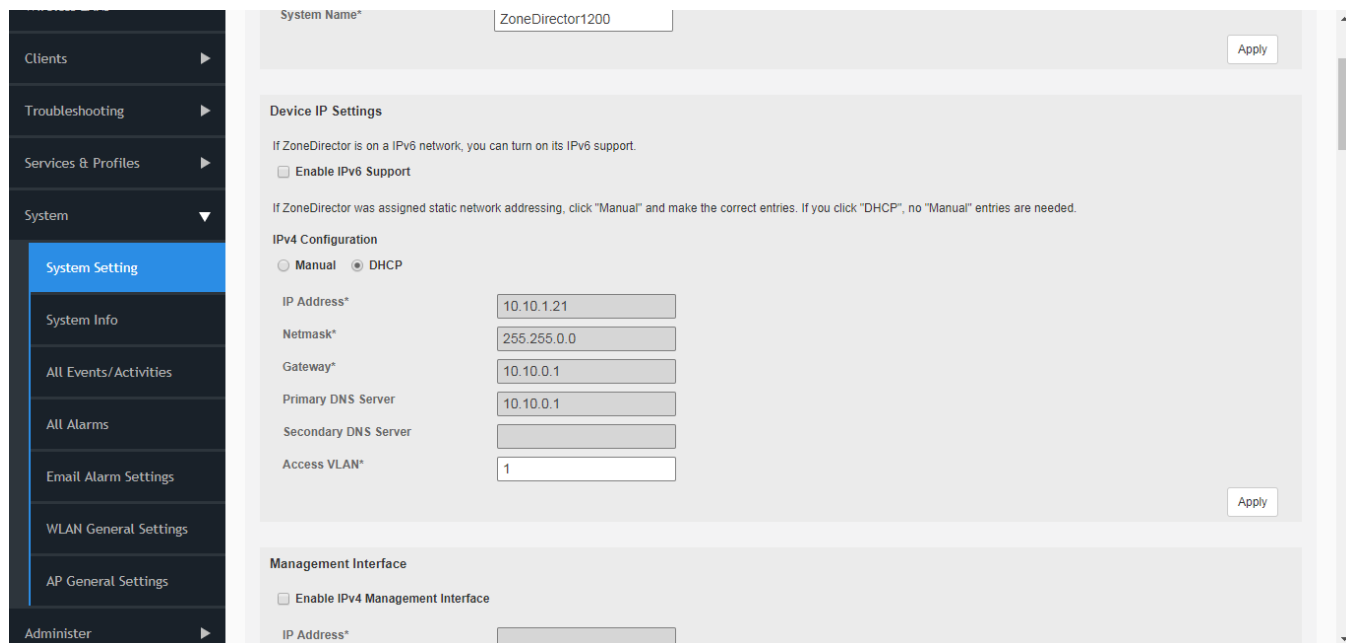 System Name*
ZoneDirector1200
Apply
Clients
Troubleshooting
Services & Profiles
System
System Setting
System Info
All Events/Activities
All Alarms
Email Alarm Settings
WLAN General Settings
AP General Settings
Administer
Device IP Settings
If ZoneDirector is on a IPv6 network, you can turn on its IPv6 support.
Enable IPv6 Support
If ZoneDirector was assigned static network addressing, click "Manual" and make the correct entries. If you click "DHCP", no "Manual" entries are needed.
IPv4 Configuration
Manual DHCP
IP Address* 10.10.1.21
Netmask* 255.255.0.0
Gateway* 10.10.0.1
Primary DNS Server 10.10.0.1
Secondary DNS Server
Access VLAN* 1
Apply
Management Interface
Enable IPv4 Management Interface
IP Address*